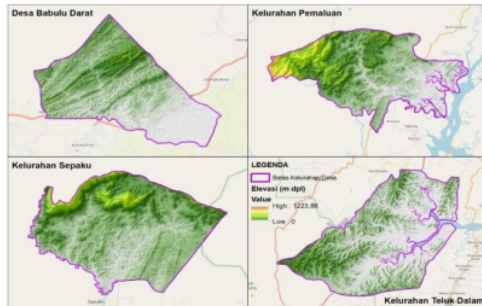 Desa Babulu Darat
Kelurahan Pemaluan
Kelurahan Sepaku
Sepaku
LEGENDA
Batas Kelurahan/Desa
Elevasi (m dpl)
Value
High : 1223,88
Low : 0
Kelurahan Teluk Dalam